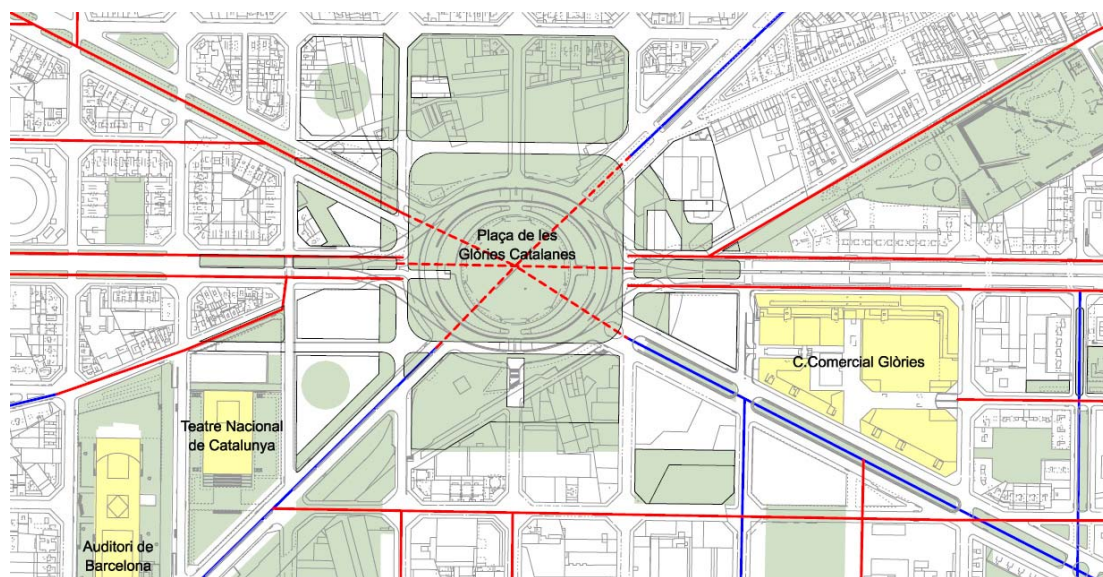 Plaça de les
Glòries Catalanes
C.Comercial Glòries
Teatre Nacional
de Catalunya
Auditori de
Barcelona